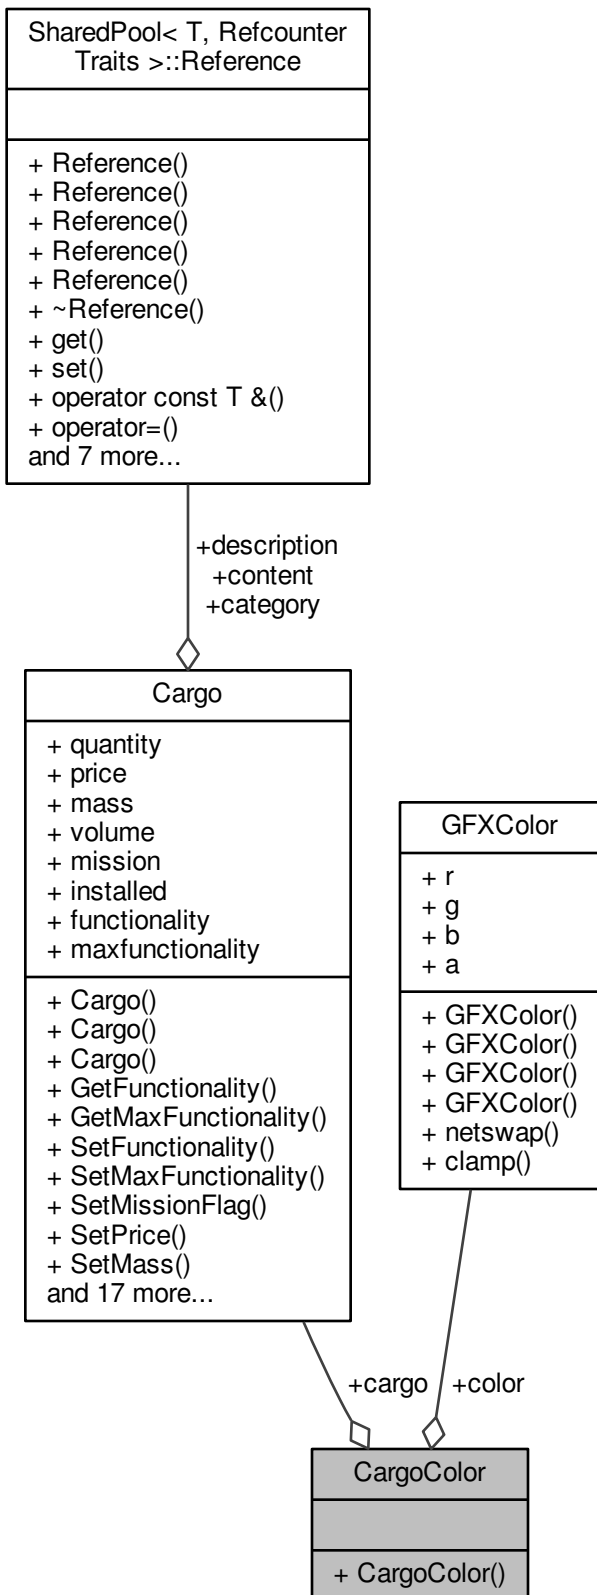 SharedPool< T, Refcounter
Traits >::Reference
+ Reference()
+ Reference()
+ Reference()
+ Reference()
+ Reference()
+ ~Reference()
+ get()
+ set()
+ operator const T &()
+ operator=()
and 7 more...
+description
+content
+category
Cargo
+ quantity
+ price
+ mass
+ volume
+ mission
+ installed
+ functionality
+ maxfunctionality
+ Cargo()
+ Cargo()
+ Cargo()
+ GetFunctionality()
+ GetMaxFunctionality()
+ SetFunctionality()
+ SetMaxFunctionality()
+ SetMissionFlag()
+ SetPrice()
+ SetMass()
and 17 more...
GFXColor
+ r
+ g
+ b
+ a
+ GFXColor()
+ GFXColor()
+ GFXColor()
+ GFXColor()
+ netswap()
+ clamp()
+cargo
+color
CargoColor
+ CargoColor()